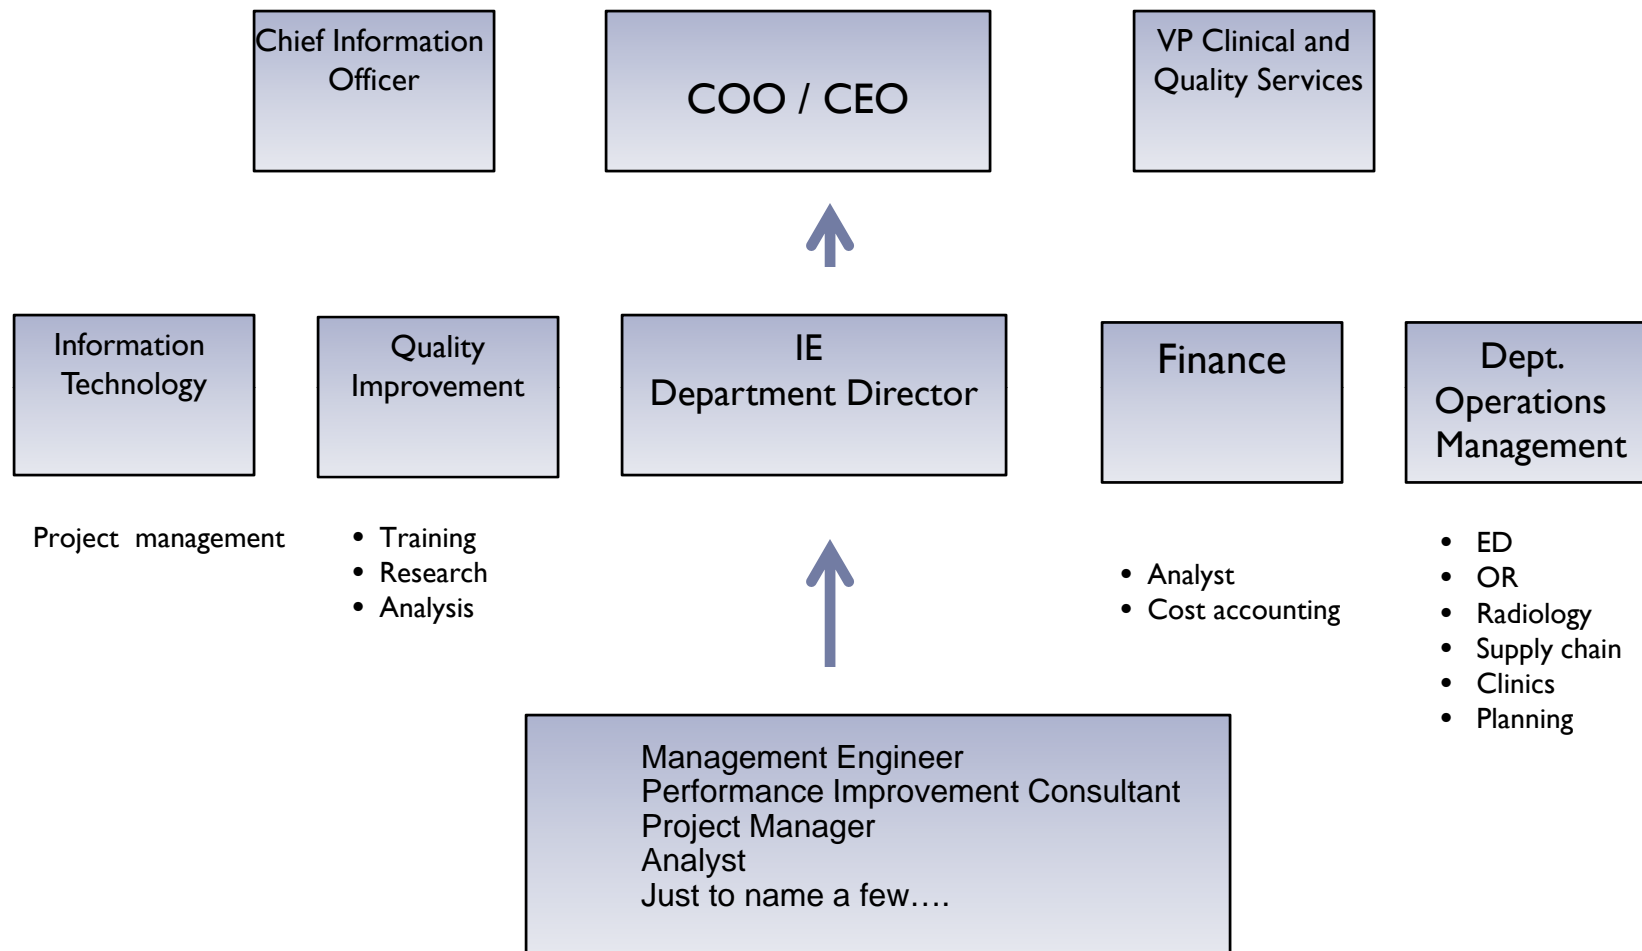 Chief Information
Officer
COO / CEO
VP Clinical and
Quality Services
Information
Technology
Quality
Improvement
IE
Department Director
Finance
Dept.
Operations
Management
Project management
• Training
• Research
• Analysis
• Analyst
• Cost accounting
• ED
• OR
• Radiology
• Supply chain
• Clinics
• Planning
Management Engineer
Performance Improvement Consultant
Project Manager
Analyst
Just to name a few….